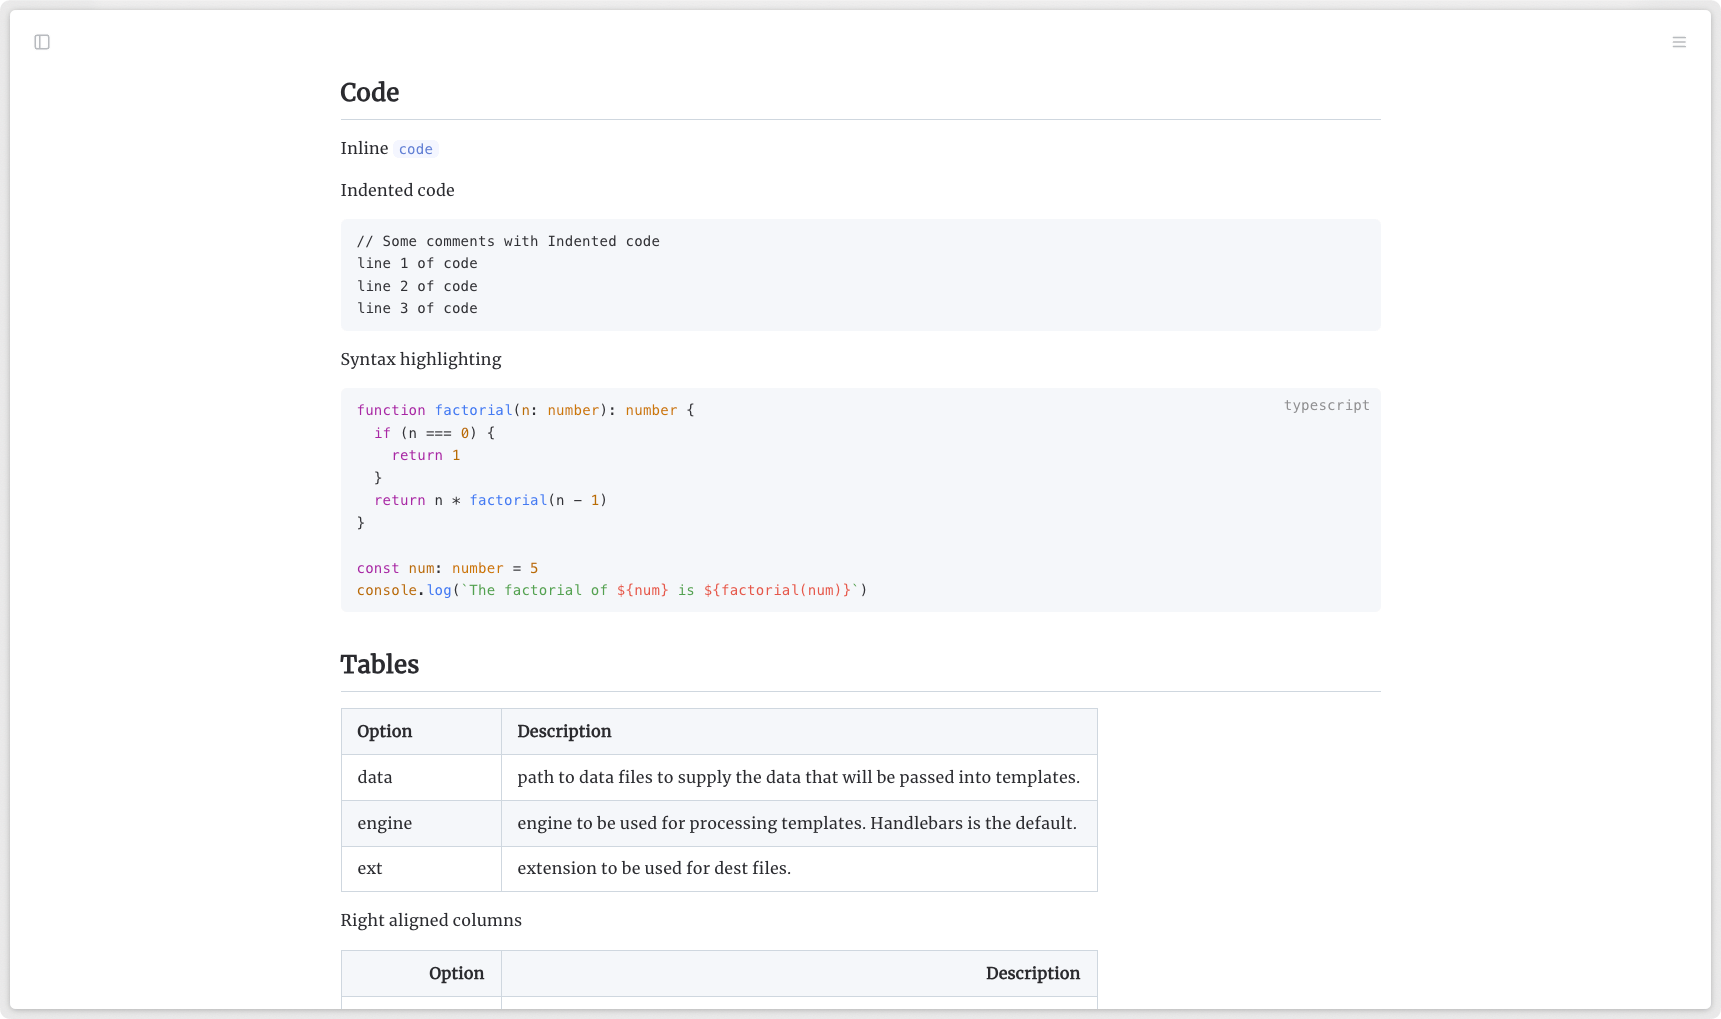 Code
Inline code
Indented code
// Some comments with Indented code
line 1 of code
line 2 of code
line 3 of code
Syntax highlighting
typescript
function factorial(n: number): number {
  if (n === 0) {
    return 1
  }
  return n * factorial(n - 1)
}
const num: number = 5
console.log(`The factorial of ${num} is ${factorial(num)}`)
Tables
Option Description
data path to data files to supply the data that will be passed into templates.
engine engine to be used for processing templates. Handlebars is the default.
ext extension to be used for dest files.
Right aligned columns
Option Description